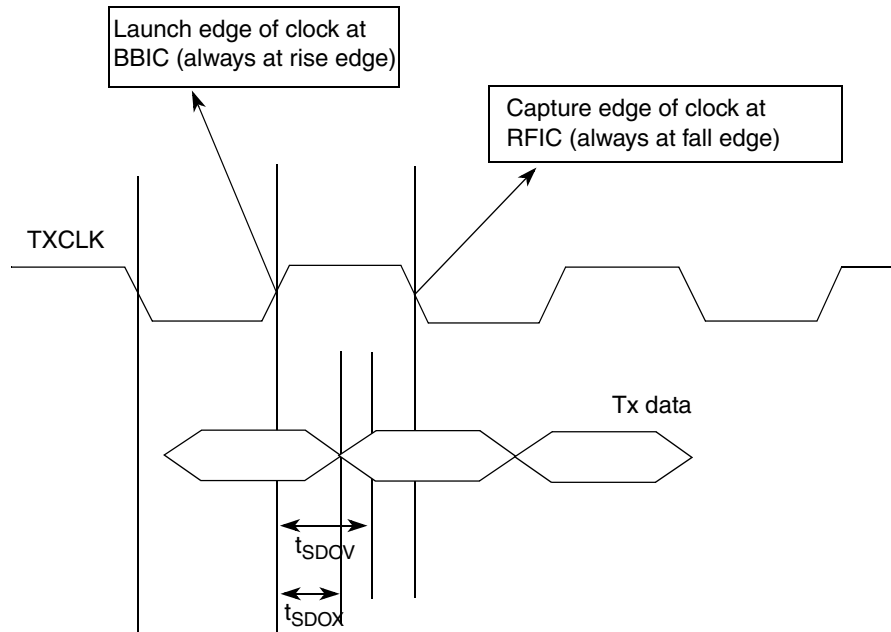 Launch edge of clock at
BBIC (always at rise edge)
Capture edge of clock at
RFIC (always at fall edge)
TXCLK
Tx data
tSDOV
tSDOX